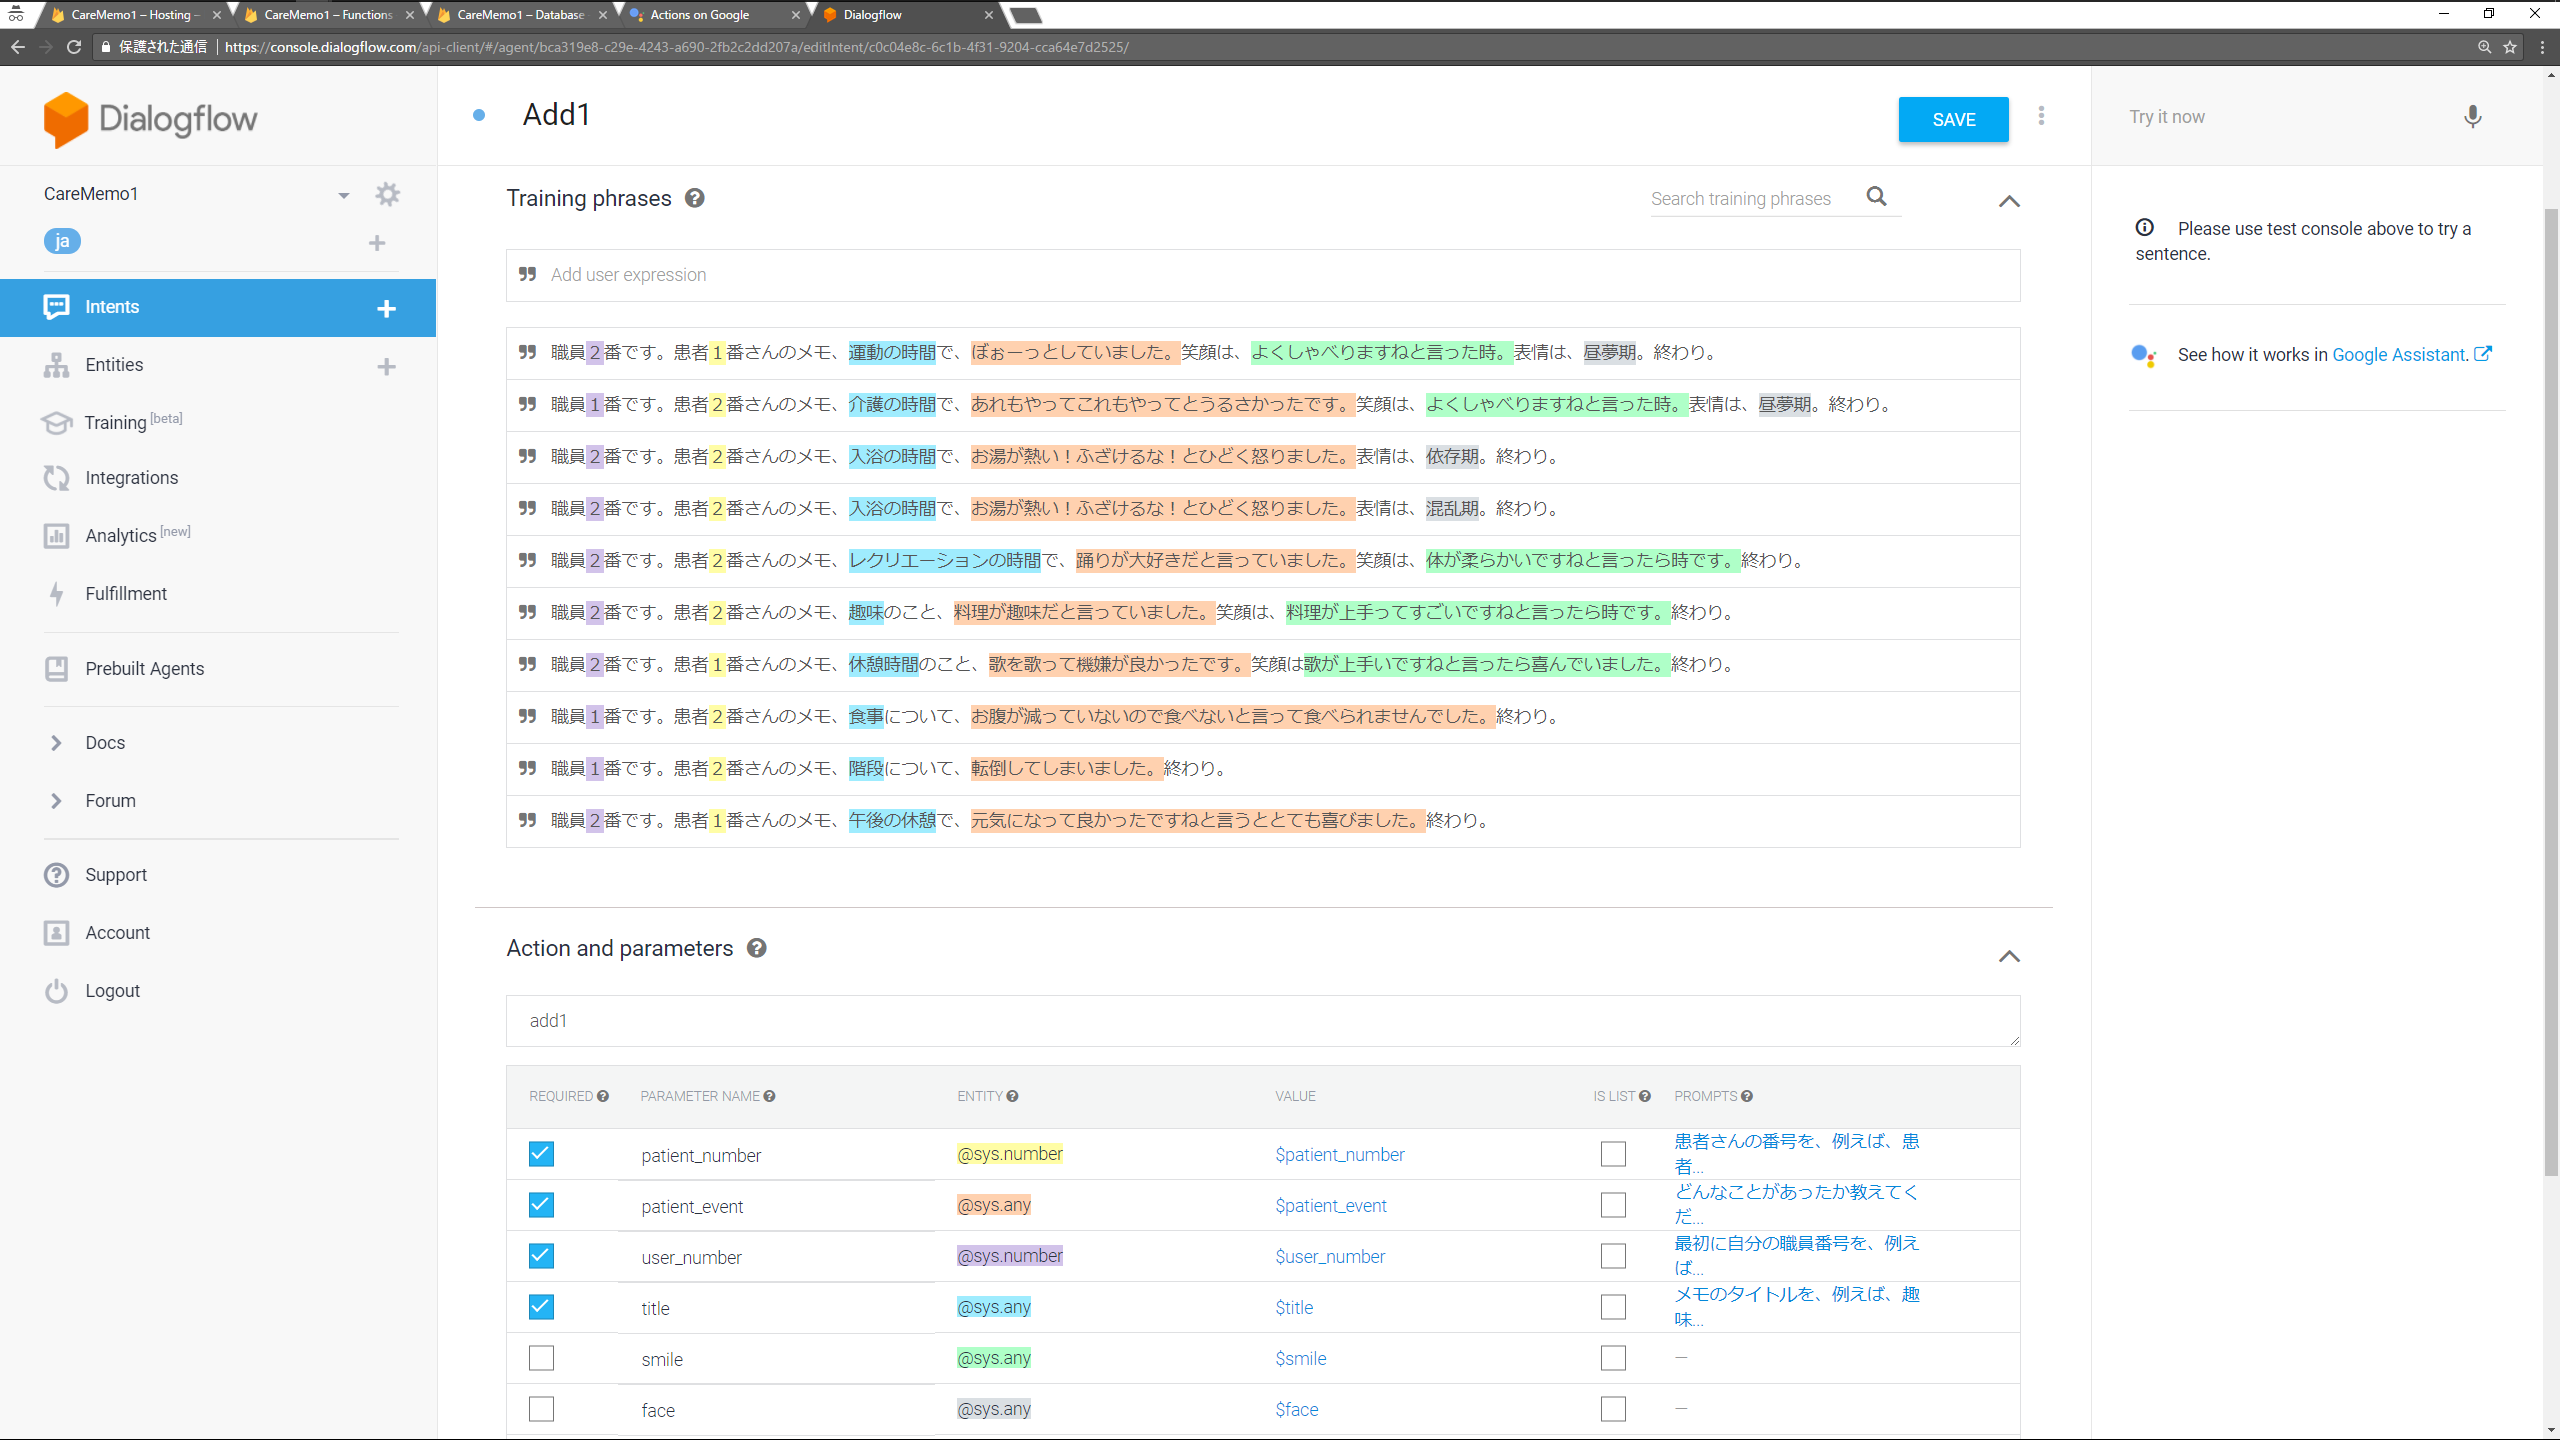 CareMemo1 – Hosting –
CareMemo1 – Functions
CareMemo1 – Database
Actions on Google
Dialogflow
保護された通信 https://console.dialogflow.com/api-client/#/agent/bca319e8-c29e-4243-a690-2fb2c2dd207a/editIntent/c0c04e8c-6c1b-4f31-9204-cca64e7d2525/
Dialogflow
CareMemo1
ja
Intents
Entities
Training [beta]
Integrations
Analytics [new]
Fulfillment
Prebuilt Agents
Docs
Forum
Support
Account
Logout
Add1
SAVE
Training phrases
Search training phrases
Add user expression
職員2番です。患者1番さんのメモ、運動の時間で、ぼぉーっとしていました。笑顔は、よくしゃべりますねと言った時。表情は、昼夢期。終わり。
職員1番です。患者2番さんのメモ、介護の時間で、あれもやってこれもやってとうるさかったです。笑顔は、よくしゃべりますねと言った時。表情は、昼夢期。終わり。
職員2番です。患者2番さんのメモ、入浴の時間で、お湯が熱い！ふざけるな！とひどく怒りました。表情は、依存期。終わり。
職員2番です。患者2番さんのメモ、入浴の時間で、お湯が熱い！ふざけるな！とひどく怒りました。表情は、混乱期。終わり。
職員2番です。患者2番さんのメモ、レクリエーションの時間で、踊りが大好きだと言っていました。笑顔は、体が柔らかいですねと言ったら時です。終わり。
職員2番です。患者2番さんのメモ、趣味のこと、料理が趣味だと言っていました。笑顔は、料理が上手ってすごいですねと言ったら時です。終わり。
職員2番です。患者1番さんのメモ、休憩時間のこと、歌を歌って機嫌が良かったです。笑顔は歌が上手いですねと言ったら喜んでいました。終わり。
職員1番です。患者2番さんのメモ、食事について、お腹が減っていないので食べないと言って食べられませんでした。終わり。
職員1番です。患者2番さんのメモ、階段について、転倒してしまいました。終わり。
職員2番です。患者1番さんのメモ、午後の休憩で、元気になって良かったですねと言うととても喜びました。終わり。
Action and parameters
add1
REQUIRED PARAMETER NAME ENTITY VALUE IS LIST PROMPTS
patient_number @sys.number $patient_number 患者さんの番号を、例えば、患
者...
patient_event @sys.any $patient_event どんなことがあったか教えてく
だ...
user_number @sys.number $user_number 最初に自分の職員番号を、例え
ば...
title @sys.any $title メモのタイトルを、例えば、趣
味...
smile @sys.any $smile —
face @sys.any $face —
Try it now
Please use test console above to try a
sentence.
See how it works in Google Assistant.